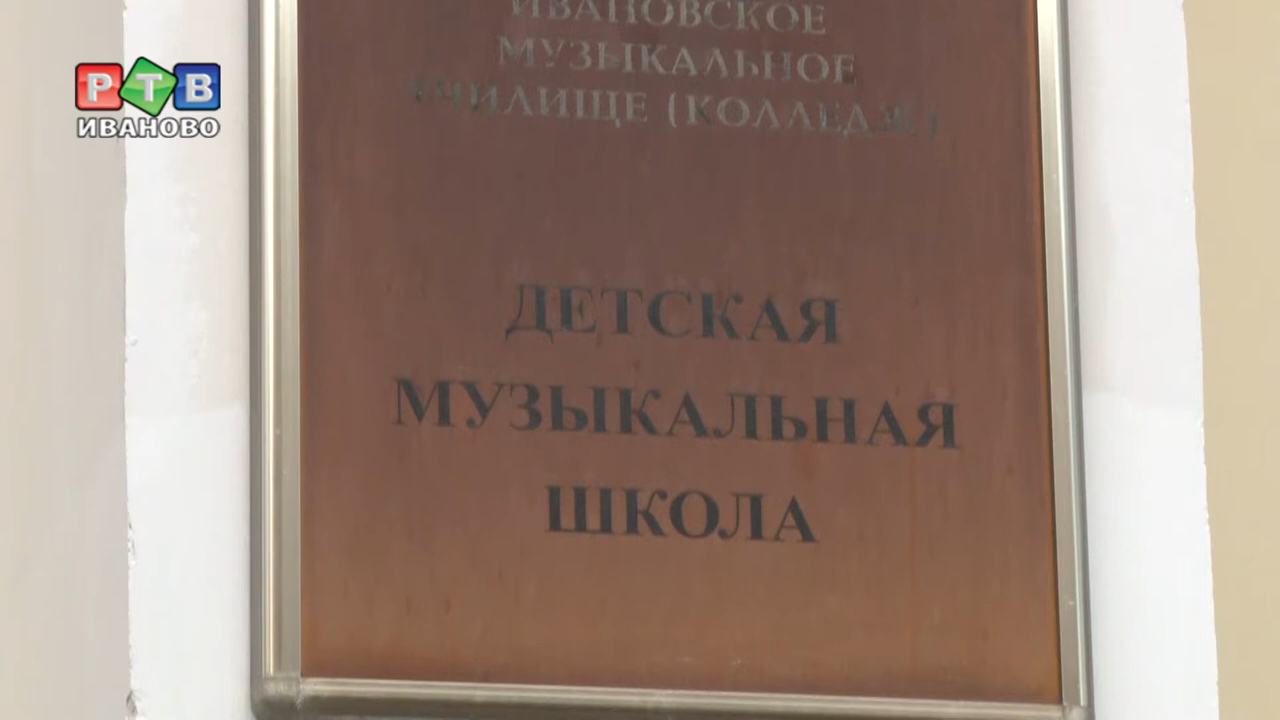 РТВ
ИВАНОВО
ИВАНОВСКОЕ
МУЗЫКАЛЬНОЕ
УЧИЛИЩЕ (КОЛЛЕДЖ)
ДЕТСКАЯ
МУЗЫКАЛЬНАЯ
ШКОЛА